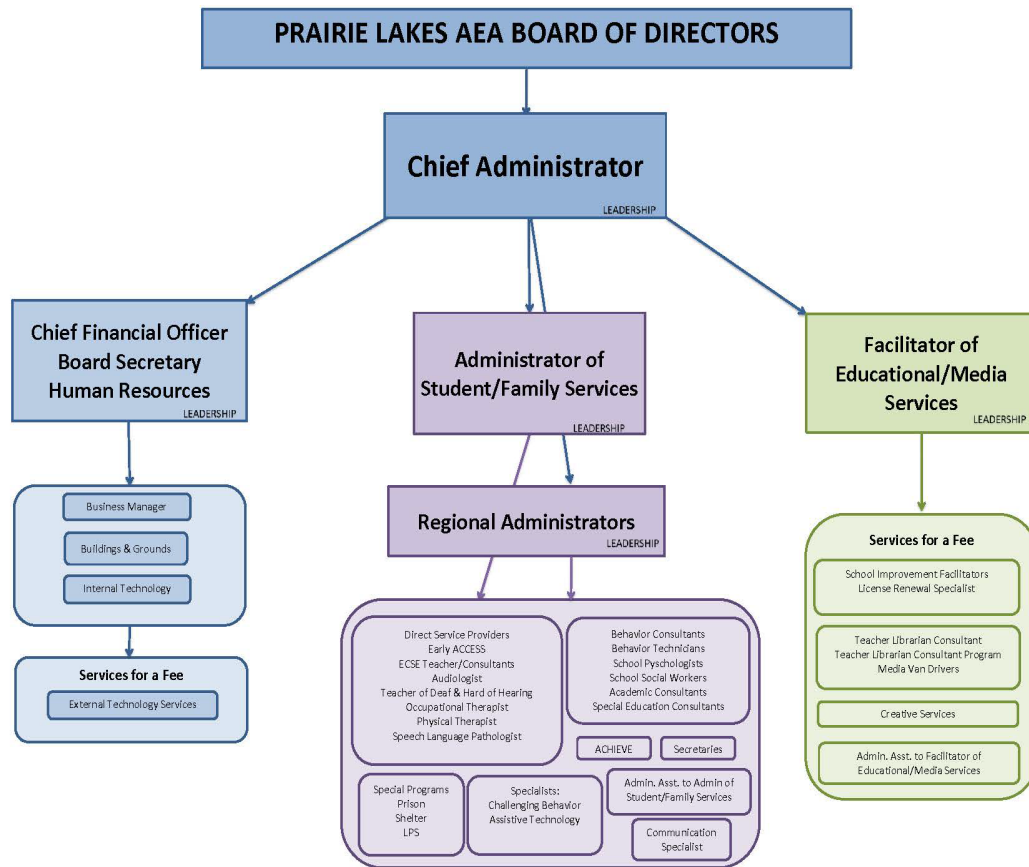 PRAIRIE LAKES AEA BOARD OF DIRECTORS
Chief Administrator
LEADERSHIP
Chief Financial Officer
Board Secretary
Human Resources
LEADERSHIP
Administrator of
Student/Family Services
LEADERSHIP
Facilitator of
Educational/Media
Services
LEADERSHIP
Regional Administrators
LEADERSHIP
Business Manager
Buildings & Grounds
Internal Technology
Services for a Fee
External Technology Services
Direct Service Providers
Early ACCESS
ECSE Teacher/Consultants
Audiologist
Teacher of Deaf & Hard of Hearing
Occupational Therapist
Physical Therapist
Speech Language Pathologist
Behavior Consultants
Behavior Technicians
School Pyschologists
School Social Workers
Academic Consultants
Special Education Consultants
ACHIEVE
Secretaries
Special Programs
Prison
Shelter
LPS
Specialists:
Challenging Behavior
Assistive Technology
Admin. Asst. to Admin of
Student/Family Services
Communication
Specialist
Services for a Fee
School Improvement Facilitators
License Renewal Specialist
Teacher Librarian Consultant
Teacher Librarian Consultant Program
Media Van Drivers
Creative Services
Admin. Asst. to Facilitator of
Educational/Media Services